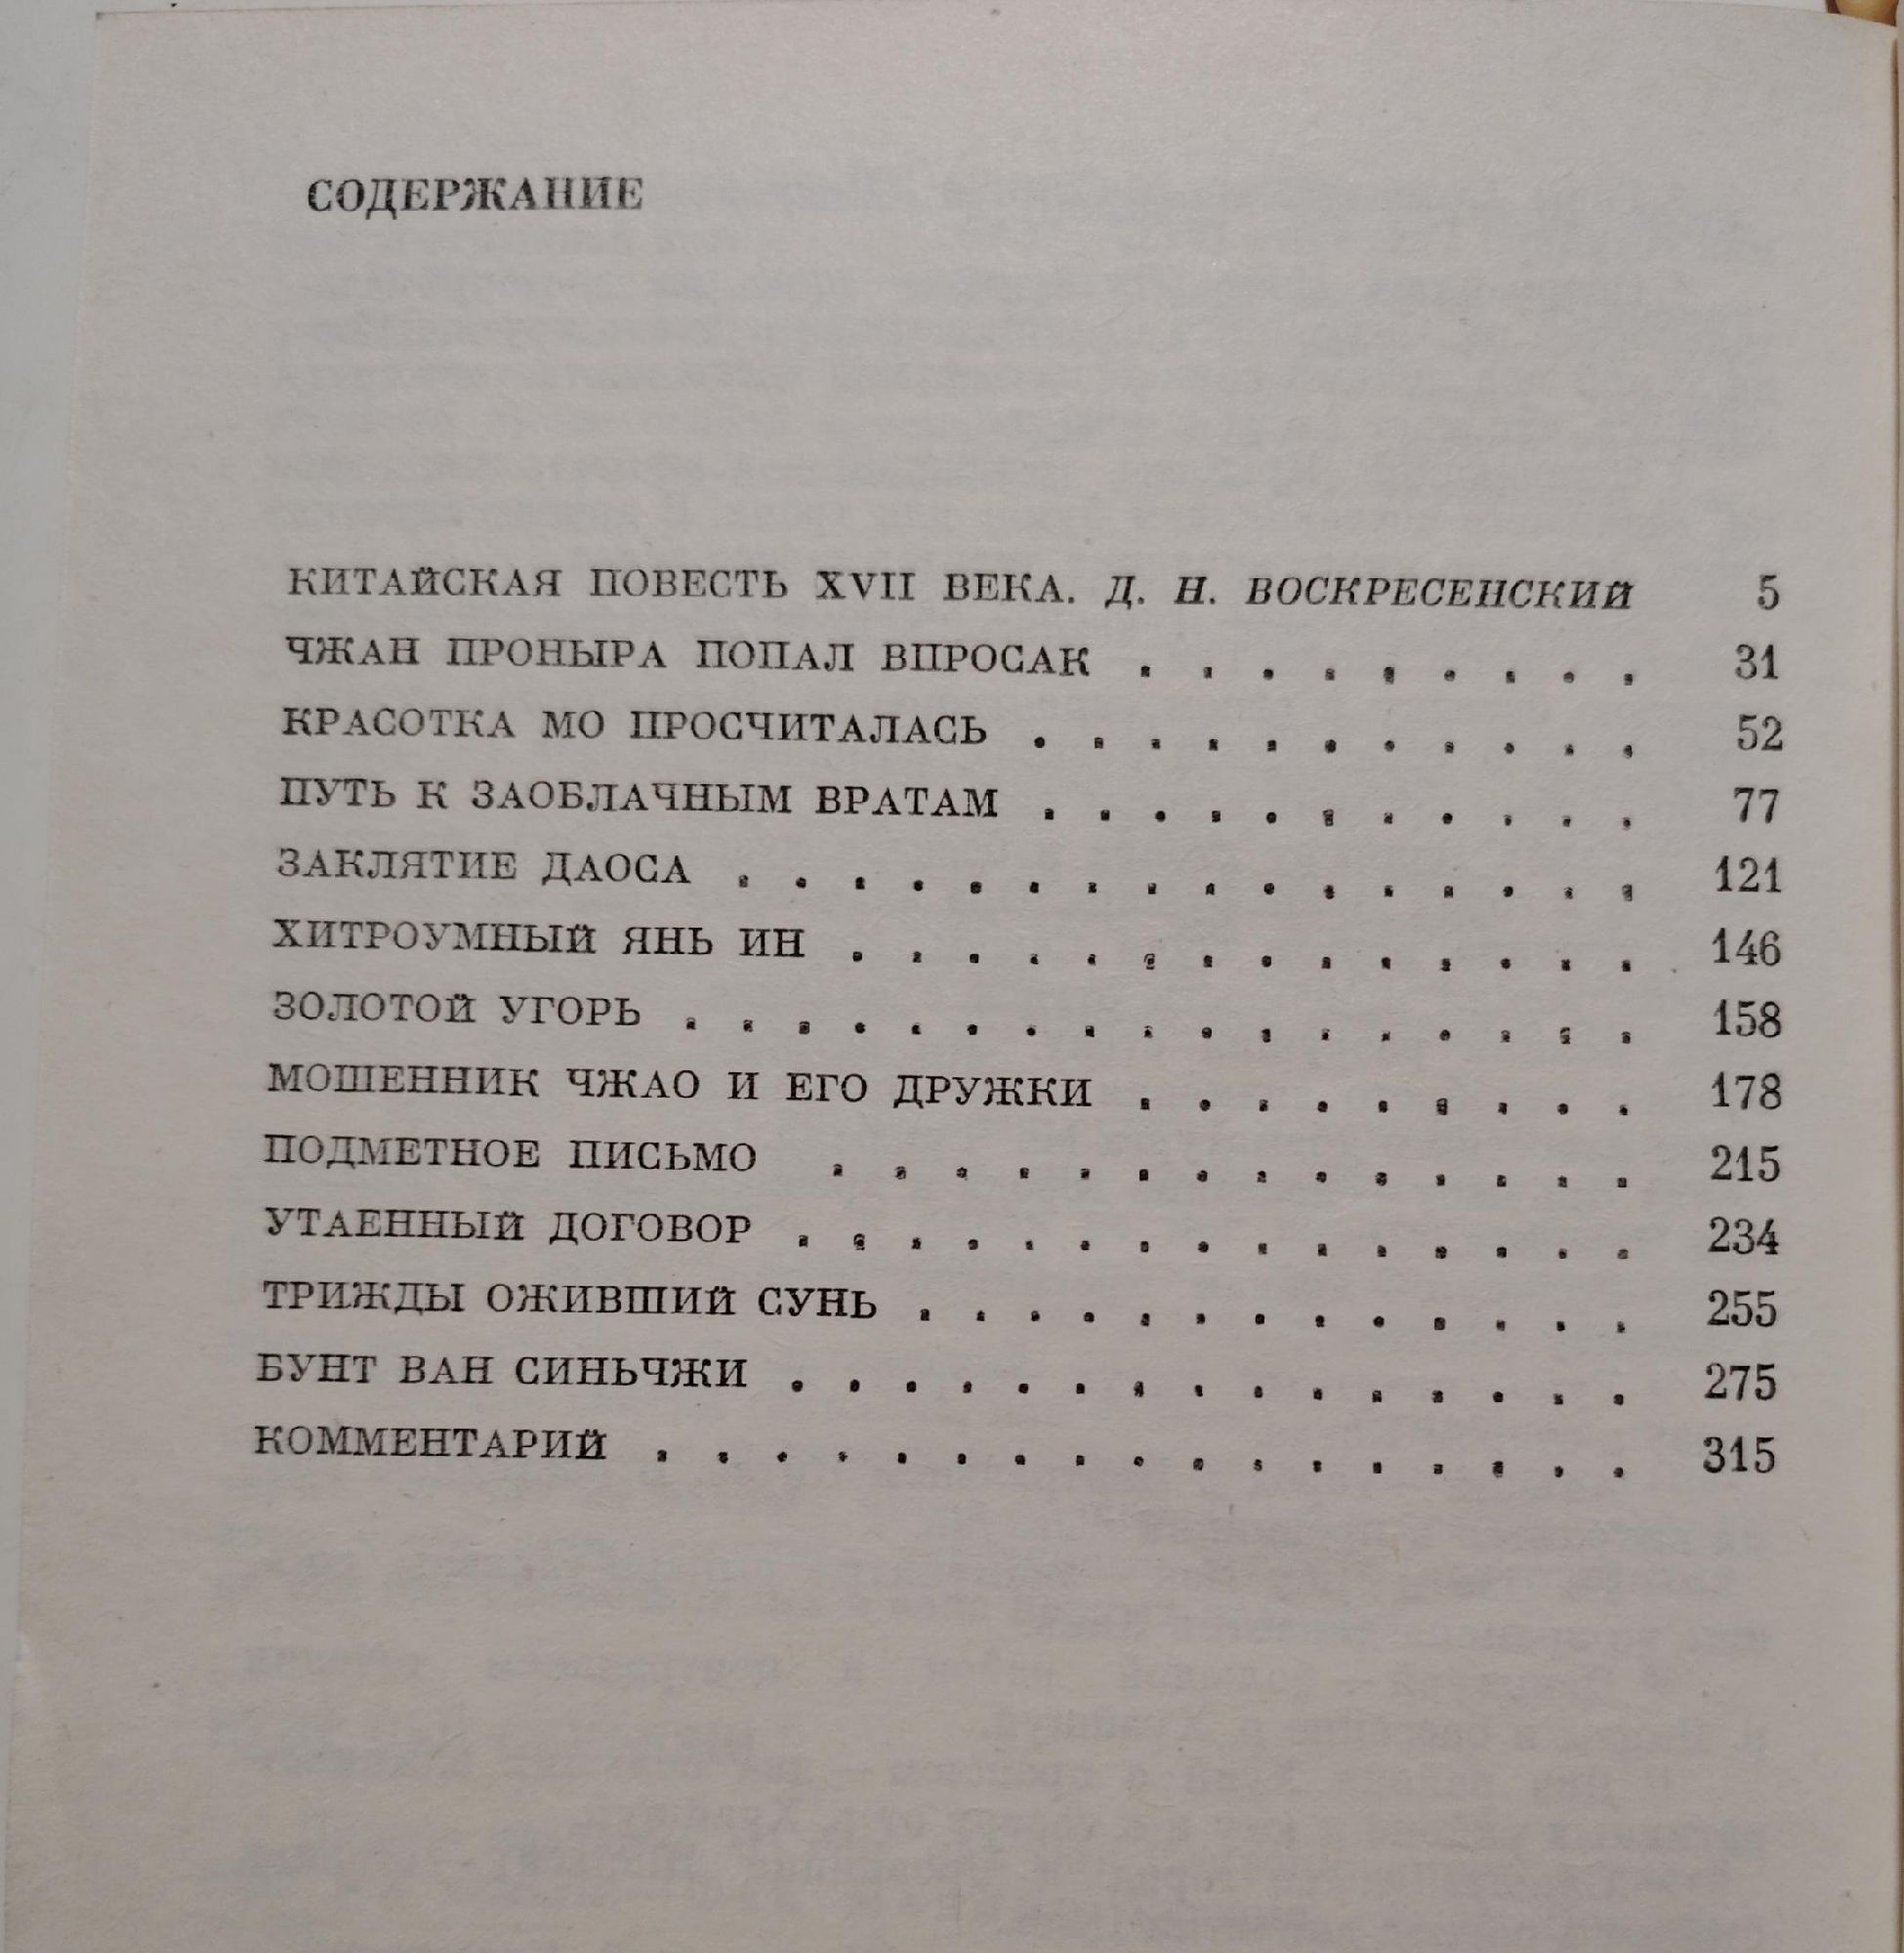 СОДЕРЖАНИЕ
КИТАЙСКАЯ ПОВЕСТЬ XVII ВЕКА. Д. Н. ВОСКРЕСЕНСКИЙ 5
ЧЖАН ПРОНЫРА ПОПАЛ ВПРОСАК . . . . . . . . . 31
КРАСОТКА МО ПРОСЧИТАЛАСЬ . . . . . . . . . . . 52
ПУТЬ К ЗАОБЛАЧНЫМ ВРАТАМ . . . . . . . . . . . 77
ЗАКЛЯТИЕ ДАОСА . . . . . . . . . . . . . . . . 121
ХИТРОУМНЫЙ ЯНЬ ИН . . . . . . . . . . . . . . 146
ЗОЛОТОЙ УГОРЬ . . . . . . . . . . . . . . . . . 158
МОШЕННИК ЧЖАО И ЕГО ДРУЖКИ . . . . . . . . . 178
ПОДМЕТНОЕ ПИСЬМО . . . . . . . . . . . . . . 215
УТАЕННЫЙ ДОГОВОР . . . . . . . . . . . . . . . 234
ТРИЖДЫ ОЖИВШИЙ СУНЬ . . . . . . . . . . . . . 255
БУНТ ВАН СИНЬЧЖИ . . . . . . . . . . . . . . . 275
КОММЕНТАРИЙ . . . . . . . . . . . . . . . . . 315